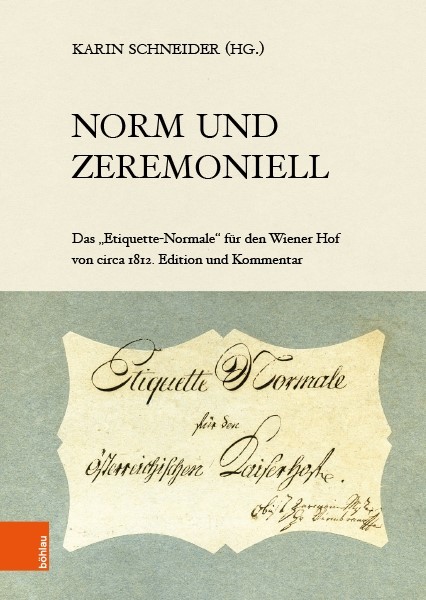 KARIN SCHNEIDER (HG.)
NORM UND
ZEREMONIELL
Das „Etiquette-Normale“ für den Wiener Hof
von circa 1812. Edition und Kommentar
Etiquette Normale
für den
österreichischen Kaiserhofe.
böhlau